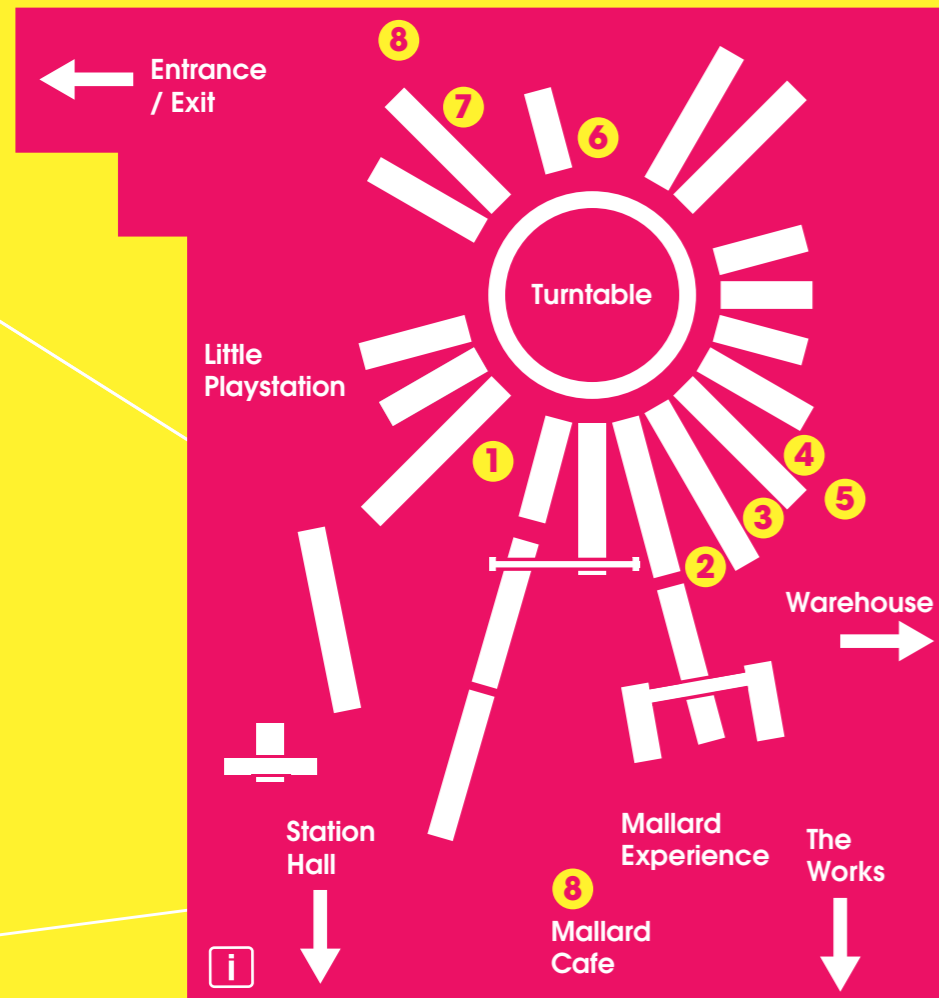 8
Entrance
/ Exit
7
6
Turntable
Little
Playstation
1
4
5
3
2
Warehouse
Station
Hall
Mallard
Experience
The
Works
8
Mallard
Cafe
i